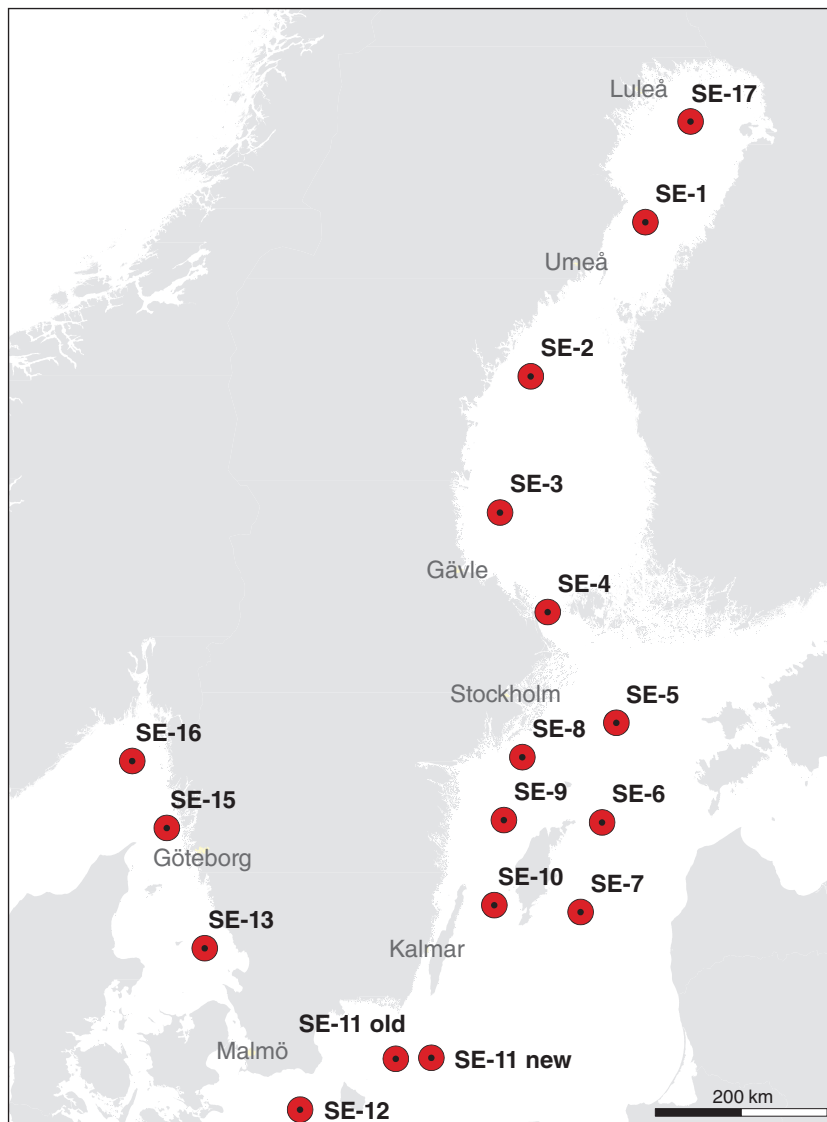 Luleå
SE-17
SE-1
Umeå
SE-2
SE-3
Gävle
SE-4
Stockholm
SE-5
SE-8
SE-16
SE-9
SE-6
SE-15
Göteborg
SE-10
SE-7
SE-13
Kalmar
SE-11 old
Malmö
SE-11 new
200 km
SE-12